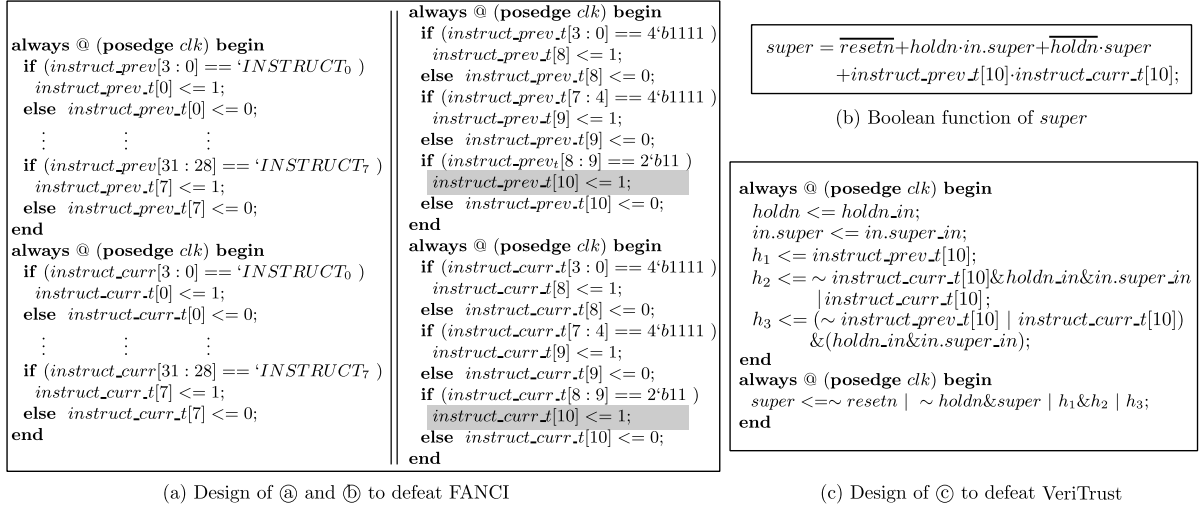 always @ (posedge clk) begin
if (instruct_prev[3 : 0] == ‘INSTRUCT₀ )
instruct_prev_t[0] <= 1;
else instruct_prev_t[0] <= 0;
⋮ ⋮ ⋮
if (instruct_prev[31 : 28] == ‘INSTRUCT₇ )
instruct_prev_t[7] <= 1;
else instruct_prev_t[7] <= 0;
end
always @ (posedge clk) begin
if (instruct_curr[3 : 0] == ‘INSTRUCT₀ )
instruct_curr_t[0] <= 1;
else instruct_curr_t[0] <= 0;
⋮ ⋮ ⋮
if (instruct_curr[31 : 28] == ‘INSTRUCT₇ )
instruct_curr_t[7] <= 1;
else instruct_curr_t[7] <= 0;
end
always @ (posedge clk) begin
if (instruct_prev_t[3 : 0] == 4‘b1111 )
instruct_prev_t[8] <= 1;
else instruct_prev_t[8] <= 0;
if (instruct_prev_t[7 : 4] == 4‘b1111 )
instruct_prev_t[9] <= 1;
else instruct_prev_t[9] <= 0;
if (instruct_prevₜ[8 : 9] == 2‘b11 )
instruct_prev_t[10] <= 1;
else instruct_prev_t[10] <= 0;
end
always @ (posedge clk) begin
if (instruct_curr_t[3 : 0] == 4‘b1111 )
instruct_curr_t[8] <= 1;
else instruct_curr_t[8] <= 0;
if (instruct_curr_t[7 : 4] == 4‘b1111 )
instruct_curr_t[9] <= 1;
else instruct_curr_t[9] <= 0;
if (instruct_curr_t[8 : 9] == 2‘b11 )
instruct_curr_t[10] <= 1;
else instruct_curr_t[10] <= 0;
end
(a) Design of ⓐ and ⓑ to defeat FANCI
super = r̅e̅s̅e̅t̅n̅+holdn·in.super+h̅o̅l̅d̅n̅·super
+instruct_prev_t[10]·instruct_curr_t[10];
(b) Boolean function of super
always @ (posedge clk) begin
holdn <= holdn_in;
in.super <= in.super_in;
h₁ <= instruct_prev_t[10];
h₂ <= ∼ instruct_curr_t[10]&holdn_in&in.super_in
|instruct_curr_t[10];
h₃ <= (∼ instruct_prev_t[10] | instruct_curr_t[10])
&(holdn_in&in.super_in);
end
always @ (posedge clk) begin
super <=∼ resetn | ∼ holdn&super | h₁&h₂ | h₃;
end
(c) Design of ⓒ to defeat VeriTrust